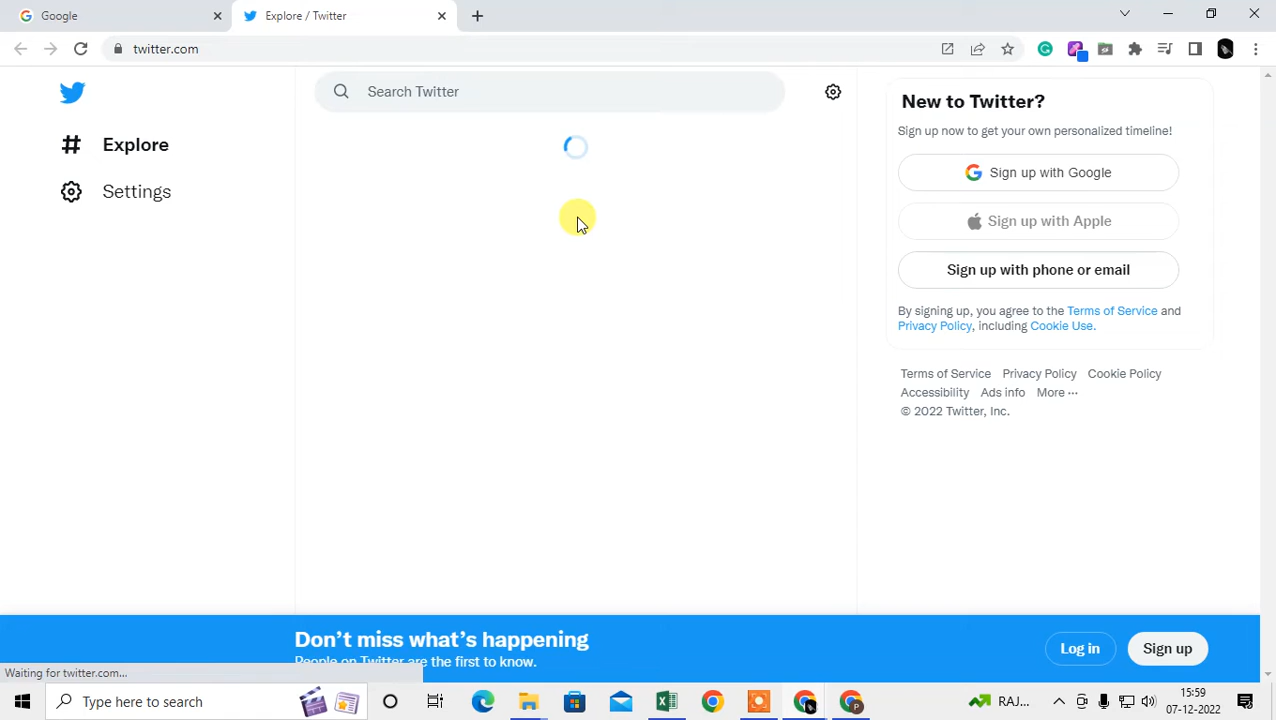 Google
Explore / Twitter
twitter.com
Search Twitter
Explore
Settings
New to Twitter?
Sign up now to get your own personalized timeline!
Sign up with Google
Sign up with Apple
Sign up with phone or email
By signing up, you agree to the Terms of Service and
Privacy Policy, including Cookie Use.
Terms of Service Privacy Policy Cookie Policy
Accessibility Ads info More ···
© 2022 Twitter, Inc.
Don’t miss what’s happening
People on Twitter are the first to know.
Log in
Sign up
Waiting for twitter.com...
Type here to search
P
RAJ...
15:59
07-12-2022